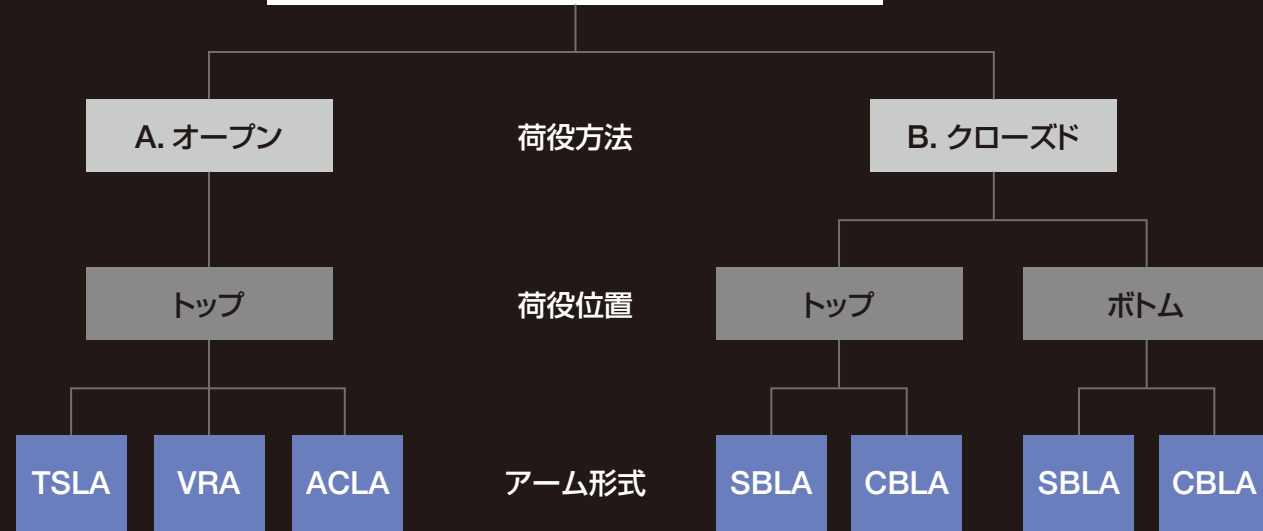 A. オープン
荷役方法
B. クローズド
トップ
荷役位置
トップ
ボトム
TSLA
VRA
ACLA
アーム形式
SBLA
CBLA
SBLA
CBLA